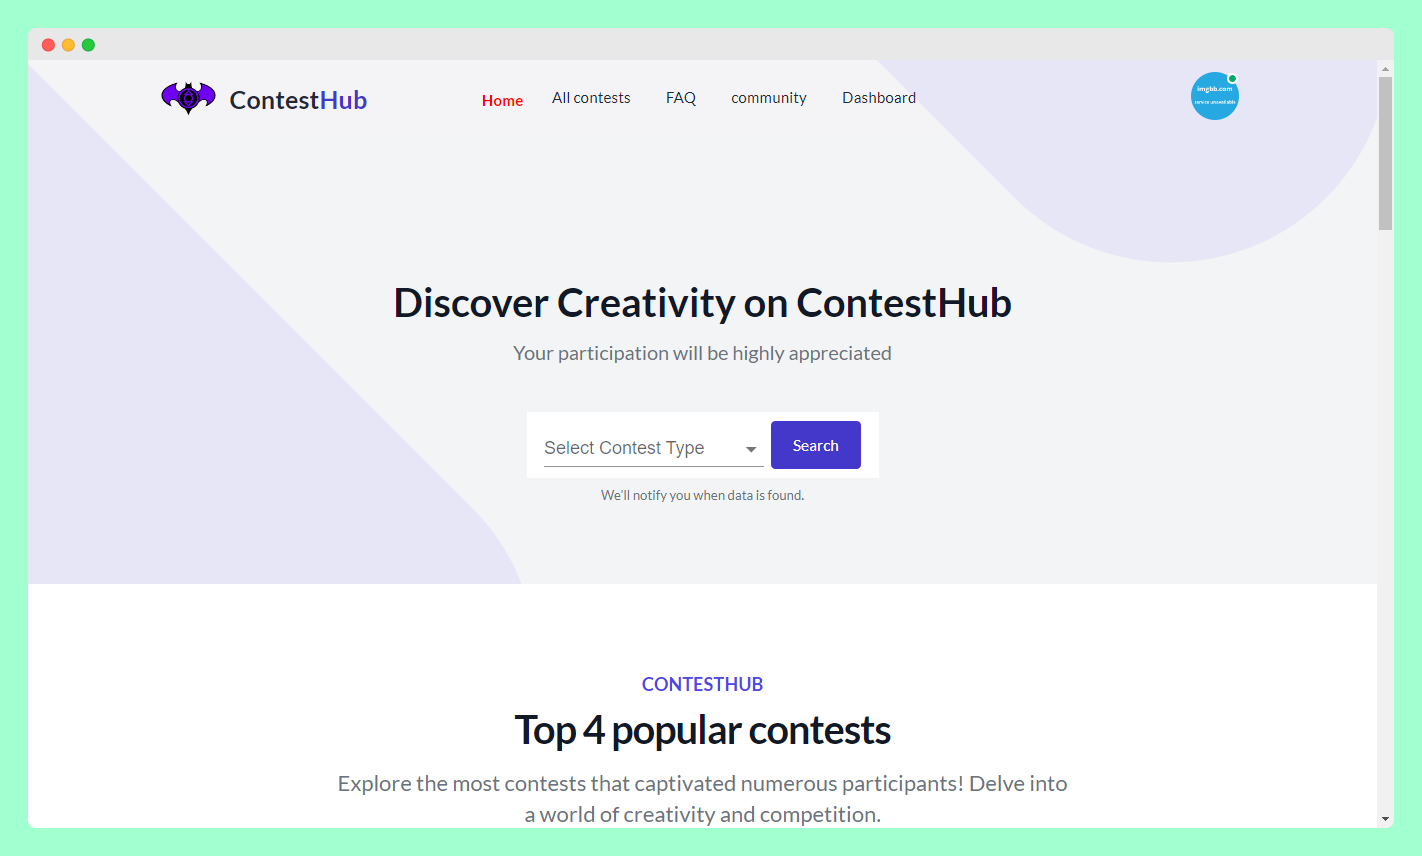 ContestHub
Home
All contests
FAQ
community
Dashboard
imgbb.com
service unavailable
Discover Creativity on ContestHub
Your participation will be highly appreciated
Select Contest Type
Search
We'll notify you when data is found.
CONTESTHUB
Top 4 popular contests
Explore the most contests that captivated numerous participants! Delve into
a world of creativity and competition.